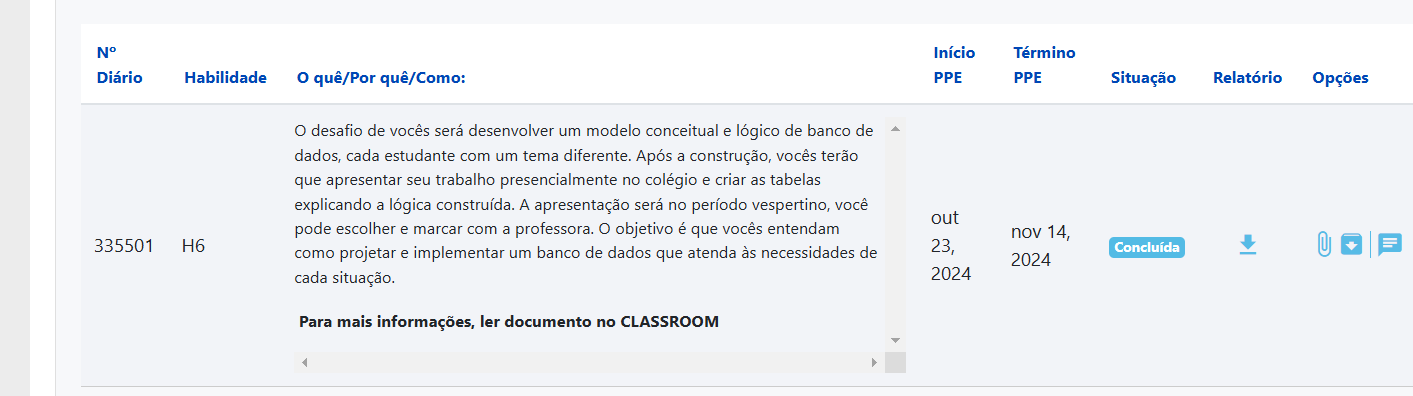 Nº Diário
Habilidade
O quê/Por quê/Como:
Início PPE
Término PPE
Situação
Relatório
Opções
335501
H6
O desafio de vocês será desenvolver um modelo conceitual e lógico de banco de
dados, cada estudante com um tema diferente. Após a construção, vocês terão
que apresentar seu trabalho presencialmente no colégio e criar as tabelas
explicando a lógica construída. A apresentação será no período vespertino, você
pode escolher e marcar com a professora. O objetivo é que vocês entendam
como projetar e implementar um banco de dados que atenda às necessidades de
cada situação.
Para mais informações, ler documento no CLASSROOM
out
23,
2024
nov 14,
2024
Concluída